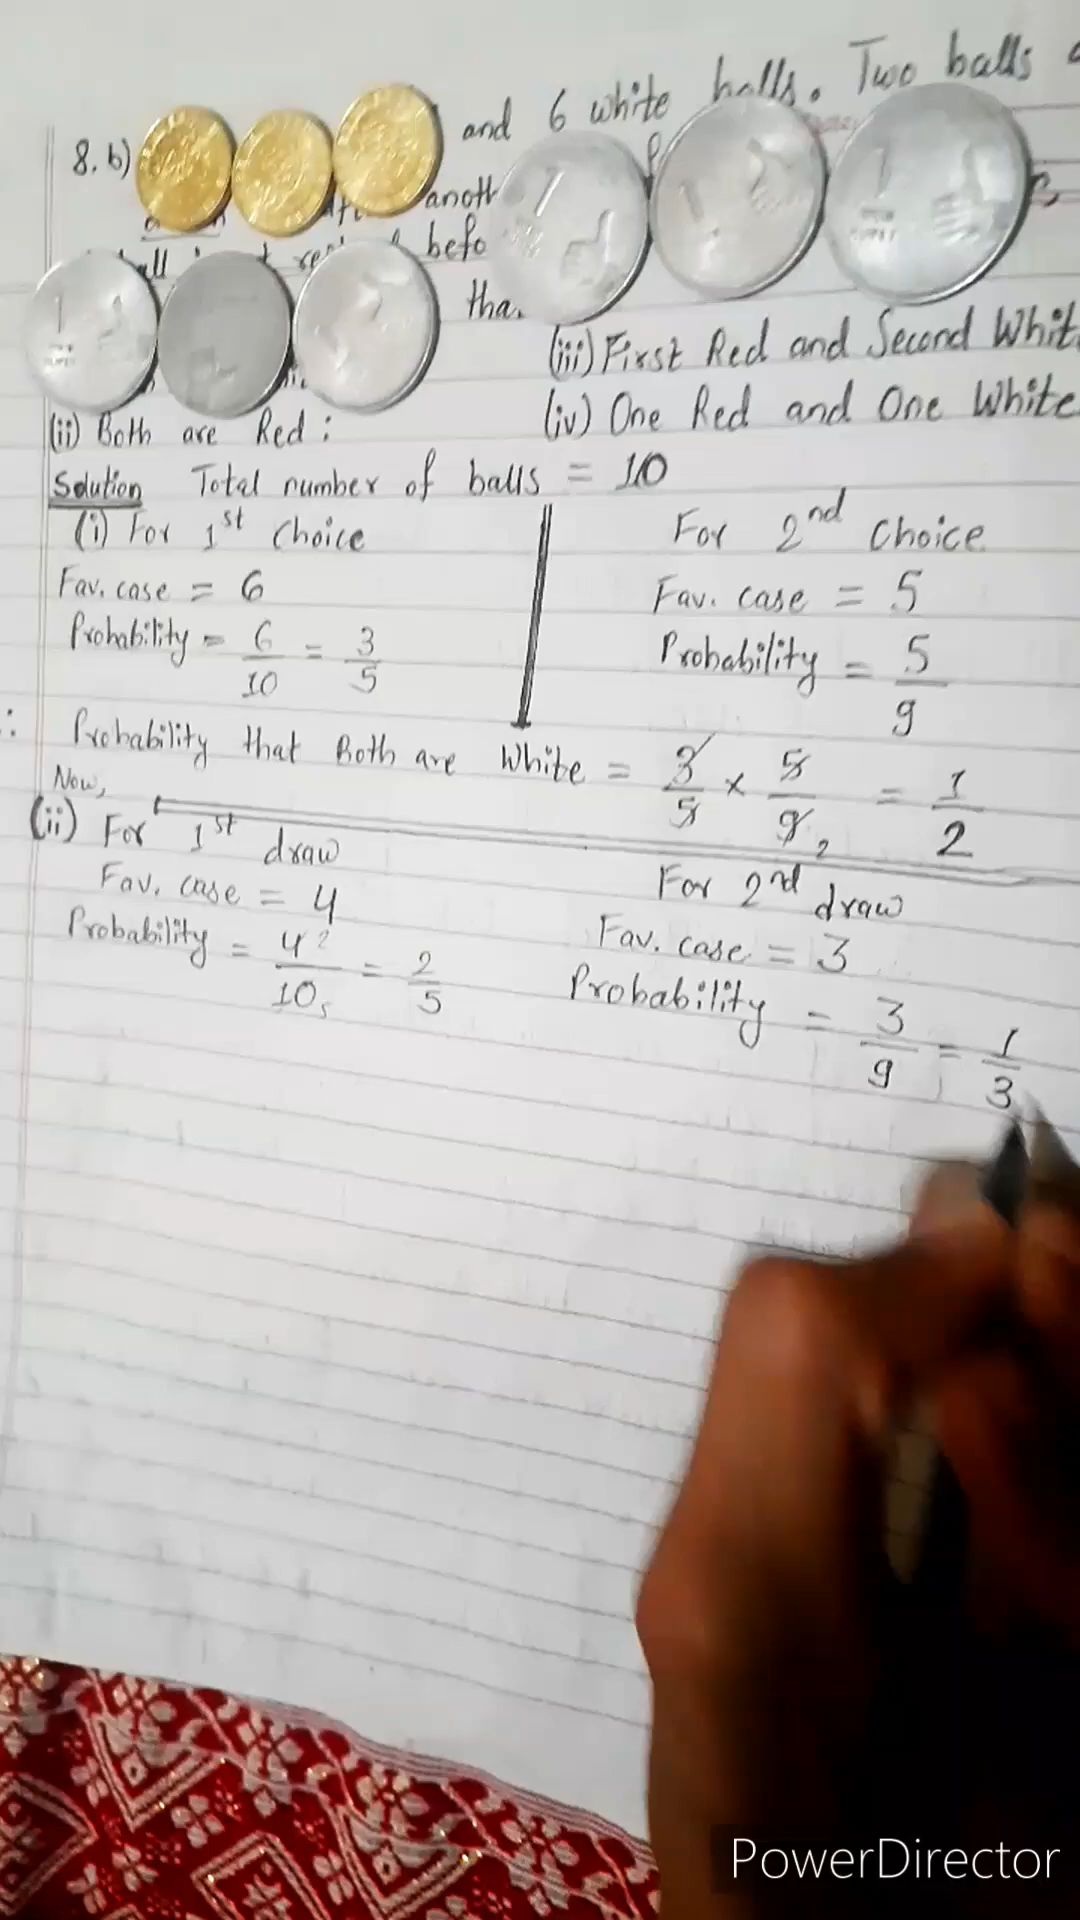 8. b) and 6 white balls. Two balls
(iii) First Red and Second
(ii) Both are Red :
(iv) One Red and One White
Solution Total number of balls = 10
(i) For 1st Choice
Fav. case = 6
Probability = 6/10 = 3/5
For 2nd Choice
Fav. case = 5
Probability = 5/9
∴ Probability that Both are White = 3/5 × 5/9 2 = 1/2
Now,
(ii) For 1st draw
Fav. case = 4
Probability = 4 2/10 5 = 2/5
For 2nd draw
Fav. case = 3
Probability = 3/9 = 1/3
PowerDirector